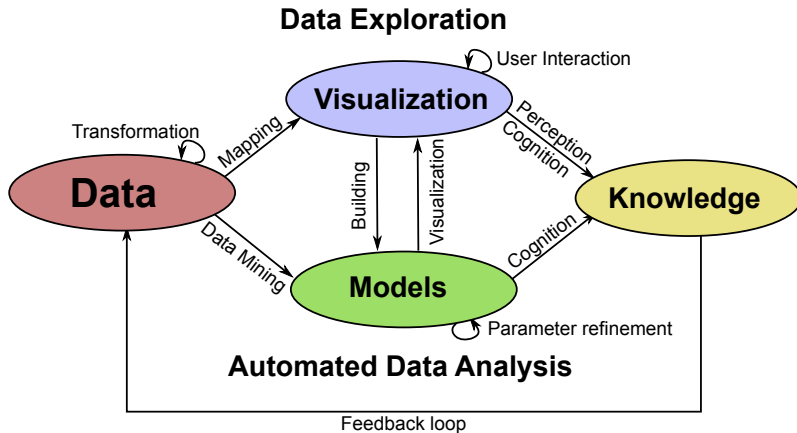 Data Exploration
User Interaction
Visualization
Transformation
Mapping
Perception
Cognition
Data
Building
Visualization
Knowledge
Data Mining
Cognition
Models
Parameter refinement
Automated Data Analysis
Feedback loop